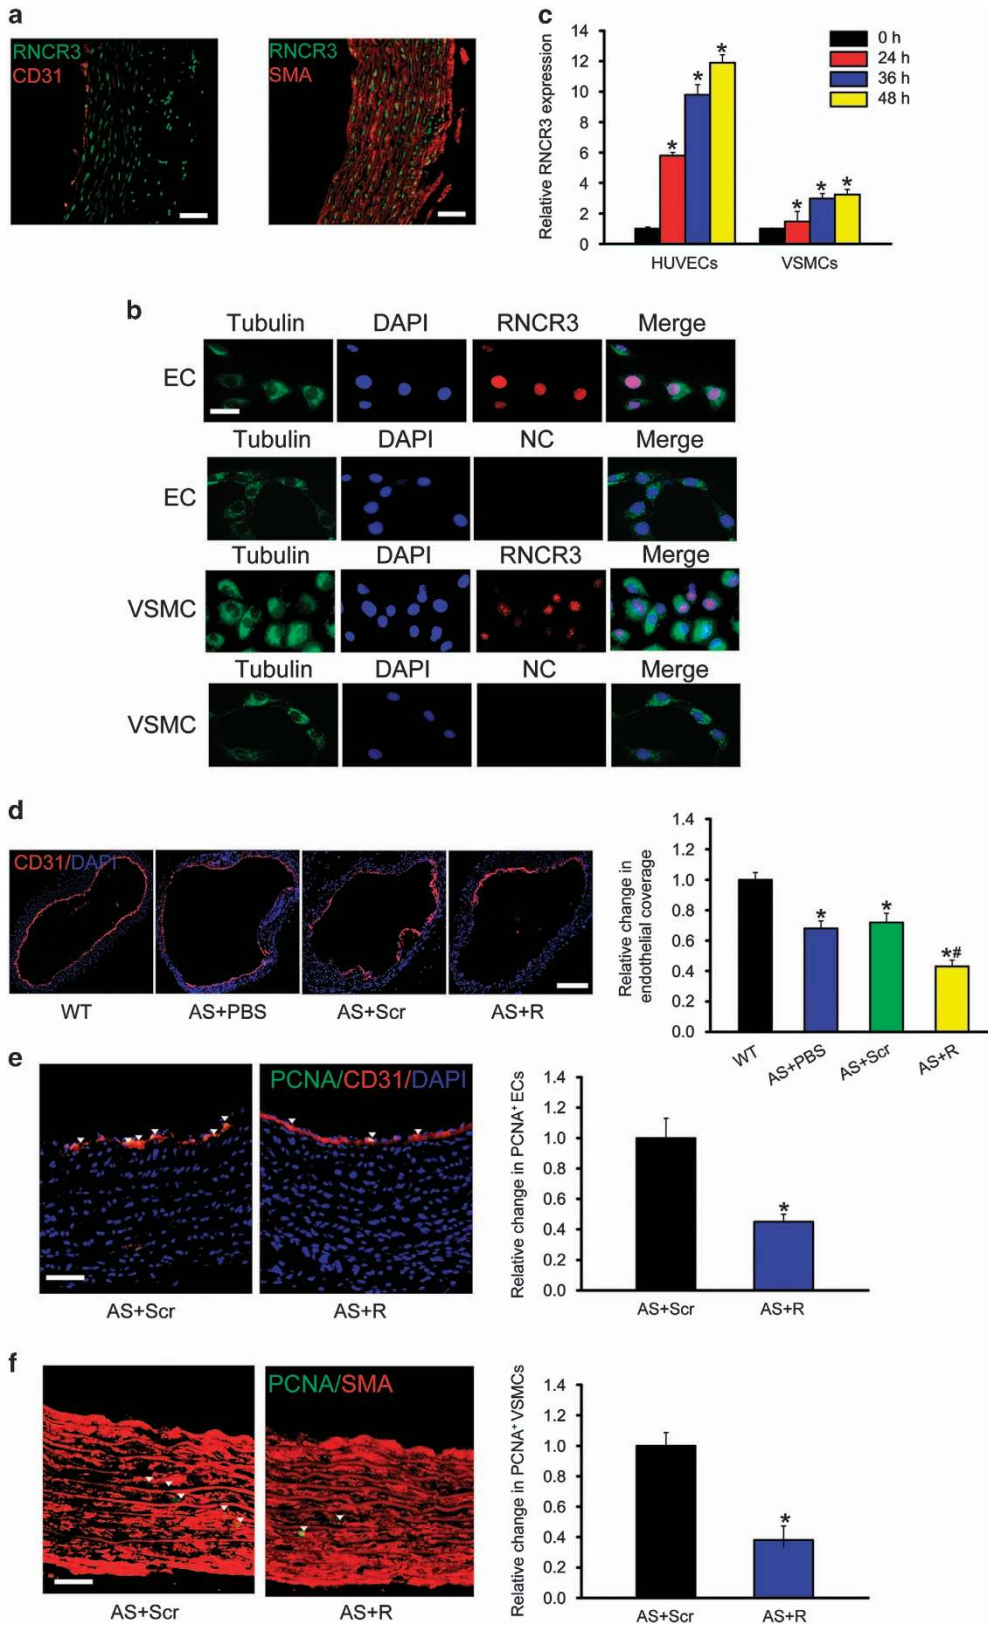 a
RNCR3
CD31
RNCR3
SMA
c
Relative RNCR3 expression
14
12
10
8
6
4
2
0
*
*
*
*
*
*
HUVECs
VSMCs
0 h
24 h
36 h
48 h
b
Tubulin DAPI RNCR3 Merge
EC
Tubulin DAPI NC Merge
EC
Tubulin DAPI RNCR3 Merge
VSMC
Tubulin DAPI NC Merge
VSMC
d
CD31/DAPI
WT
AS+PBS
AS+Scr
AS+R
Relative change in
endothelial coverage
1.4
1.2
1.0
0.8
0.6
0.4
0.2
0.0
*
*
*#
WT
AS+PBS
AS+Scr
AS+R
e
PCNA/CD31/DAPI
AS+Scr
AS+R
Relative change in PCNA⁺ ECs
1.4
1.2
1.0
0.8
0.6
0.4
0.2
0.0
*
AS+Scr
AS+R
f
PCNA/SMA
AS+Scr
AS+R
Relative change in PCNA⁺ VSMCs
1.4
1.2
1.0
0.8
0.6
0.4
0.2
0.0
*
AS+Scr
AS+R